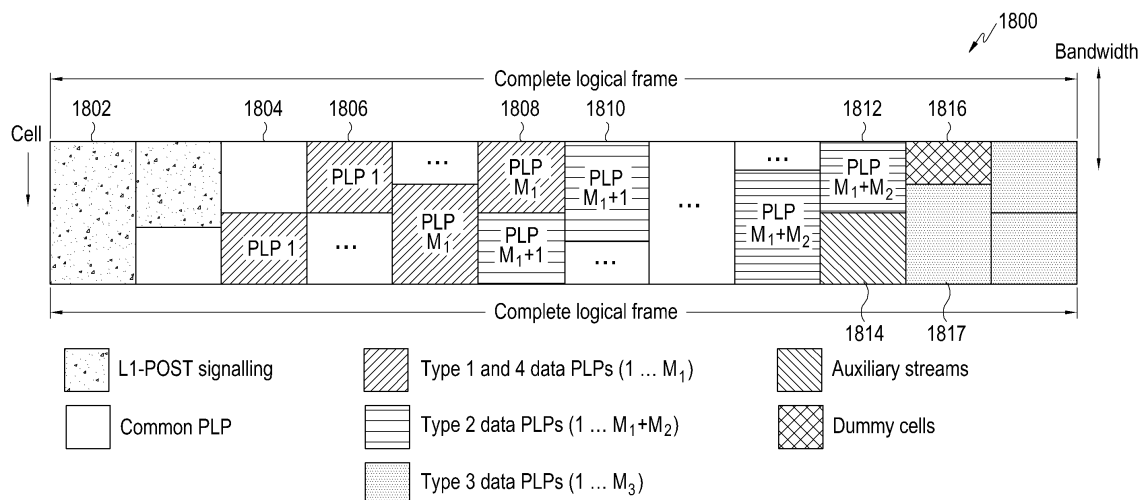 1800
Bandwidth
Complete logical frame
1802
1804
1806
1808
1810
1812
1816
Cell
PLP 1
PLP 1
...
...
PLP M₁
PLP M₁
PLP M₁+1
PLP M₁+1
...
...
...
PLP M₁+M₂
PLP M₁+M₂
Complete logical frame
1814
1817
L1-POST signalling
Type 1 and 4 data PLPs (1 ... M₁)
Auxiliary streams
Common PLP
Type 2 data PLPs (1 ... M₁+M₂)
Dummy cells
Type 3 data PLPs (1 ... M₃)